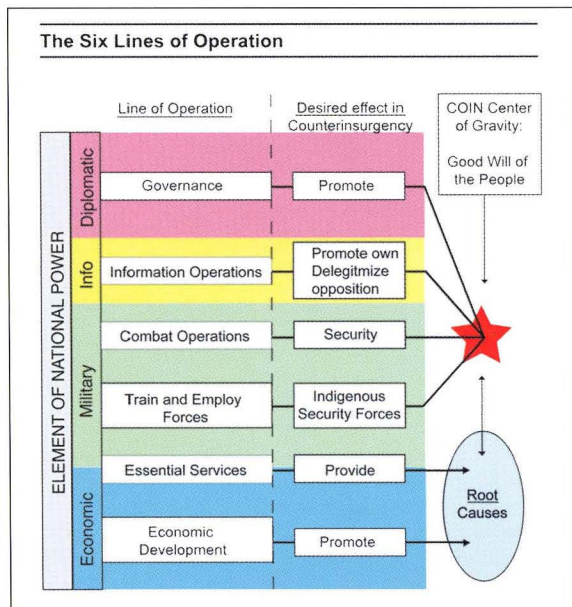 The Six Lines of Operation
Line of Operation
Desired effect in
Counterinsurgency
COIN Center
of Gravity:
Good Will of
the People
ELEMENT OF NATIONAL POWER
Diplomatic
Governance
Promote
Info
Information Operations
Promote own
Delegitmize
opposition
Military
Combat Operations
Security
Train and Employ
Forces
Indigenous
Security Forces
Economic
Essential Services
Provide
Economic
Development
Promote
Root
Causes